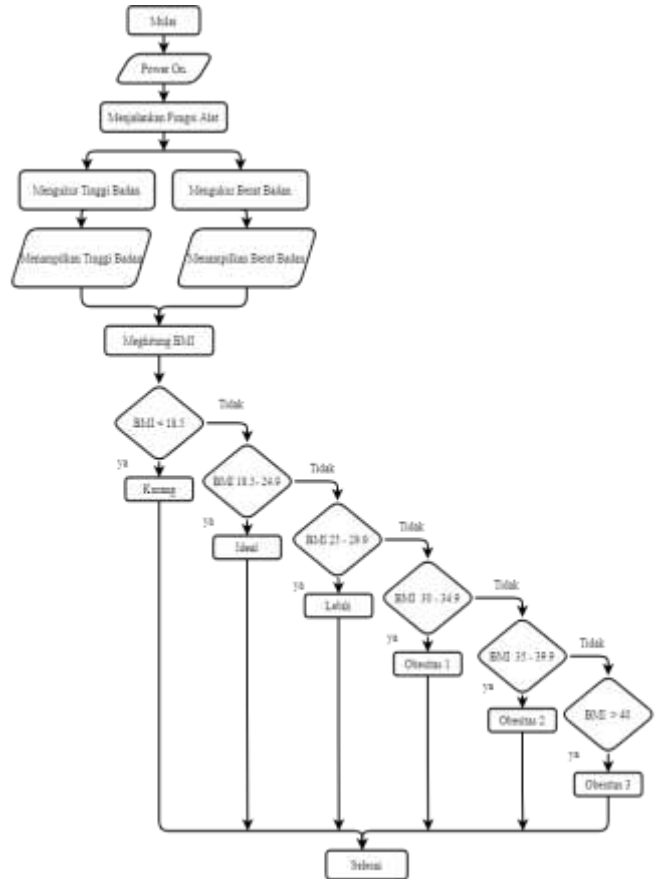 Mulai
Power On
Menjalankan Fungsi Alat
Mengukur Tinggi Badan
Mengukur Berat Badan
Menampilkan Tinggi Badan
Menampilkan Berat Badan
Meghitung BMI
BMI < 18.5
Tidak
ya
Kurang
BMI 18.5- 24.9
Tidak
ya
Ideal
BMI 25 - 29.9
Tidak
ya
Lebih
BMI 30 - 34.9
Tidak
ya
Obesitas 1
BMI 35 - 39.9
Tidak
ya
Obesitas 2
BMI > 40
ya
Obesitas 3
Selesai